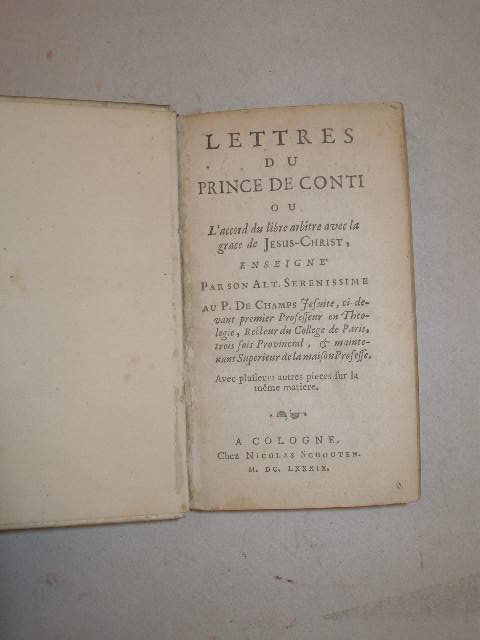 LETTRES
DU
PRINCE DE CONTI
OU
L'accord du libre arbitre avec la
grace de JESUS-CHRIST,
ENSEIGNÉ
PAR SON ALT. SERENISSIME
AU P. DE CHAMPS Jesuite, ci-de-
vant premier Professeur en Theo-
logie, Recteur du College de Paris,
trois fois Provincial, & mainte-
nant Superieur de la maison Professe.
Avec plusieurs autres pieces sur la
même matiere.
A COLOGNE,
Chez NICOLAS SCHOUTEN.
M. DC. LXXXIX.